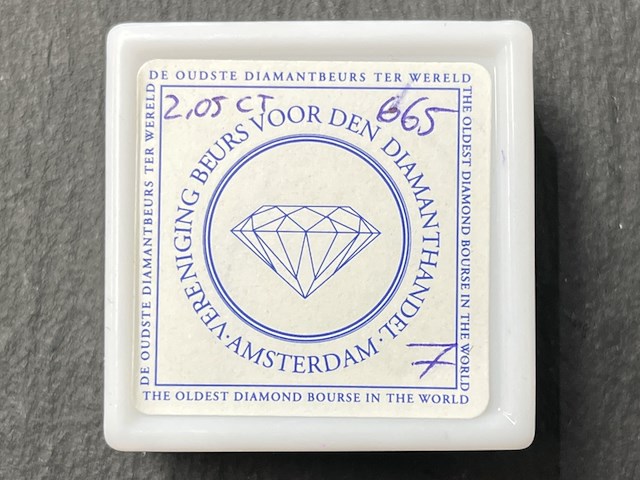 DE OUDSTE DIAMANTBEURS TER WERELD
2,05 CT 665
VERENIGING BEURS VOOR DEN DIAMANTHANDEL
· AMSTERDAM ·
7
DE OUDSTE DIAMANTBEURS TER WERELD
THE OLDEST DIAMOND BOURSE IN THE WORLD
THE OLDEST DIAMOND BOURSE IN THE WORLD